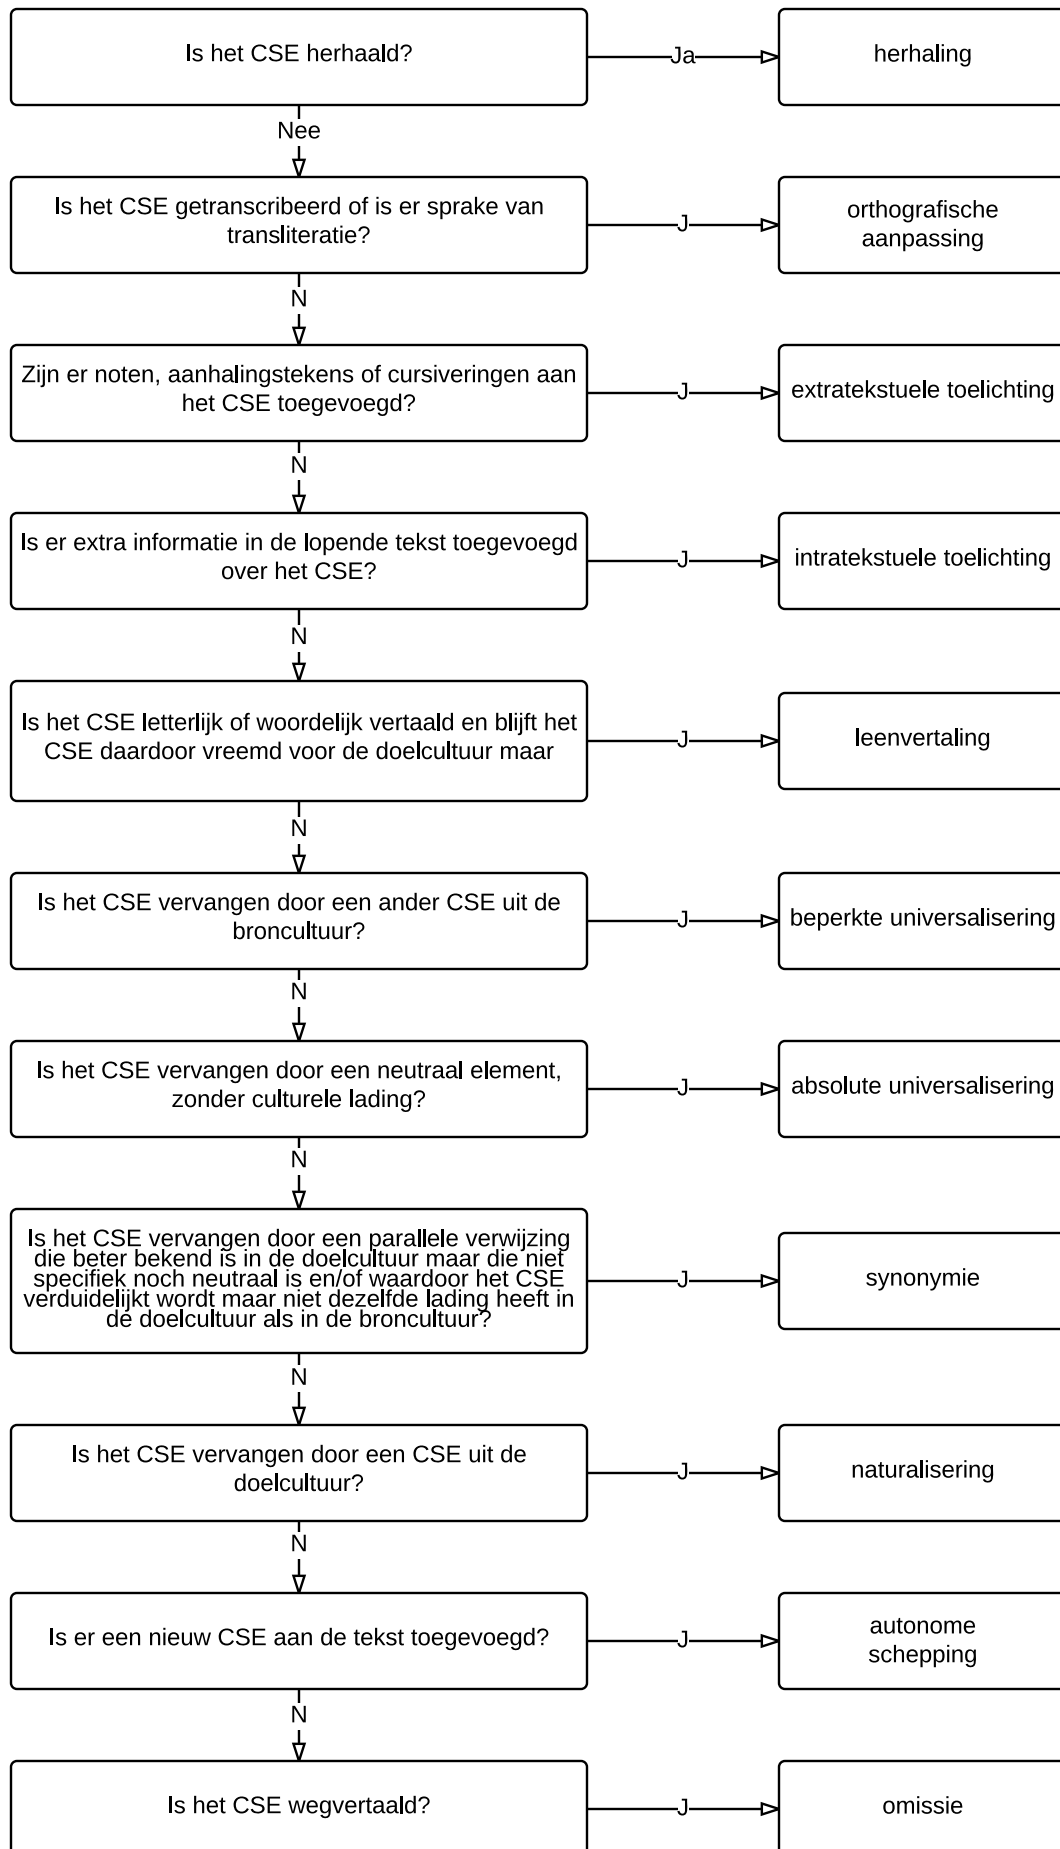 Is het CSE herhaald?
Ja
herhaling
Nee
Is het CSE getranscribeerd of is er sprake van
transliteratie?
J
orthografische
aanpassing
N
Zijn er noten, aanhalingstekens of cursiveringen aan
het CSE toegevoegd?
J
extratekstuele toelichting
N
Is er extra informatie in de lopende tekst toegevoegd
over het CSE?
J
intratekstuele toelichting
N
Is het CSE letterlijk of woordelijk vertaald en blijft het
CSE daardoor vreemd voor de doelcultuur maar
J
leenvertaling
N
Is het CSE vervangen door een ander CSE uit de
broncultuur?
J
beperkte universalisering
N
Is het CSE vervangen door een neutraal element,
zonder culturele lading?
J
absolute universalisering
N
Is het CSE vervangen door een parallele verwijzing
die beter bekend is in de doelcultuur maar die niet
specifiek noch neutraal is en/of waardoor het CSE
verduidelijkt wordt maar niet dezelfde lading heeft in
de doelcultuur als in de broncultuur?
J
synonymie
N
Is het CSE vervangen door een CSE uit de
doelcultuur?
J
naturalisering
N
Is er een nieuw CSE aan de tekst toegevoegd?
J
autonome
schepping
N
Is het CSE wegvertaald?
J
omissie